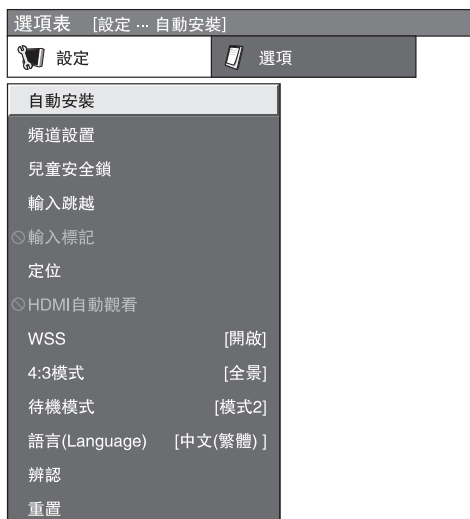 選項表 [設定 ... 自動安裝]
設定 選項
自動安裝
頻道設置
兒童安全鎖
輸入跳越
輸入標記
定位
HDMI自動觀看
WSS [開啟]
4:3模式 [全景]
待機模式 [模式2]
語言(Language) [中文(繁體) ]
辨認
重置